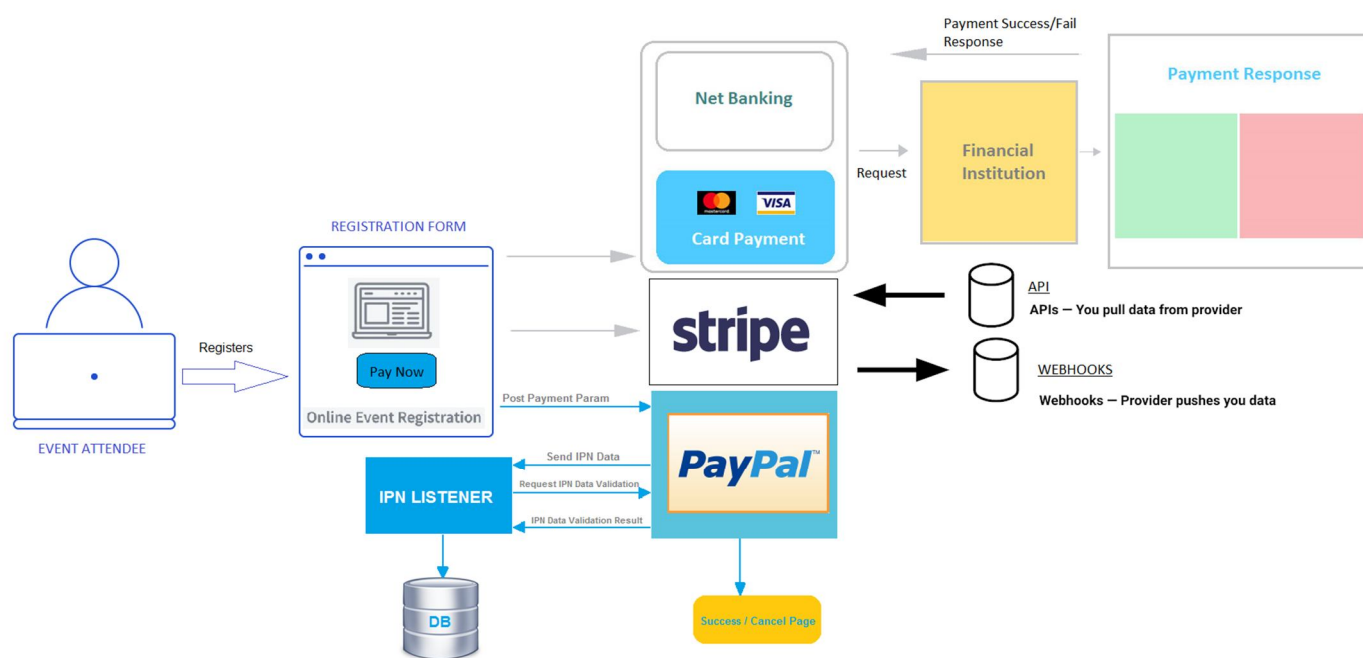 Payment Success/Fail
Response
Payment Response
Net Banking
Financial
Institution
Request
mastercard
VISA
Card Payment
REGISTRATION FORM
API
APIs — You pull data from provider
stripe
Registers
Pay Now
WEBHOOKS
Webhooks — Provider pushes you data
Online Event Registration
Post Payment Param
EVENT ATTENDEE
PayPal™
Send IPN Data
IPN LISTENER
Request IPN Data Validation
IPN Data Validation Result
DB
Success / Cancel Page